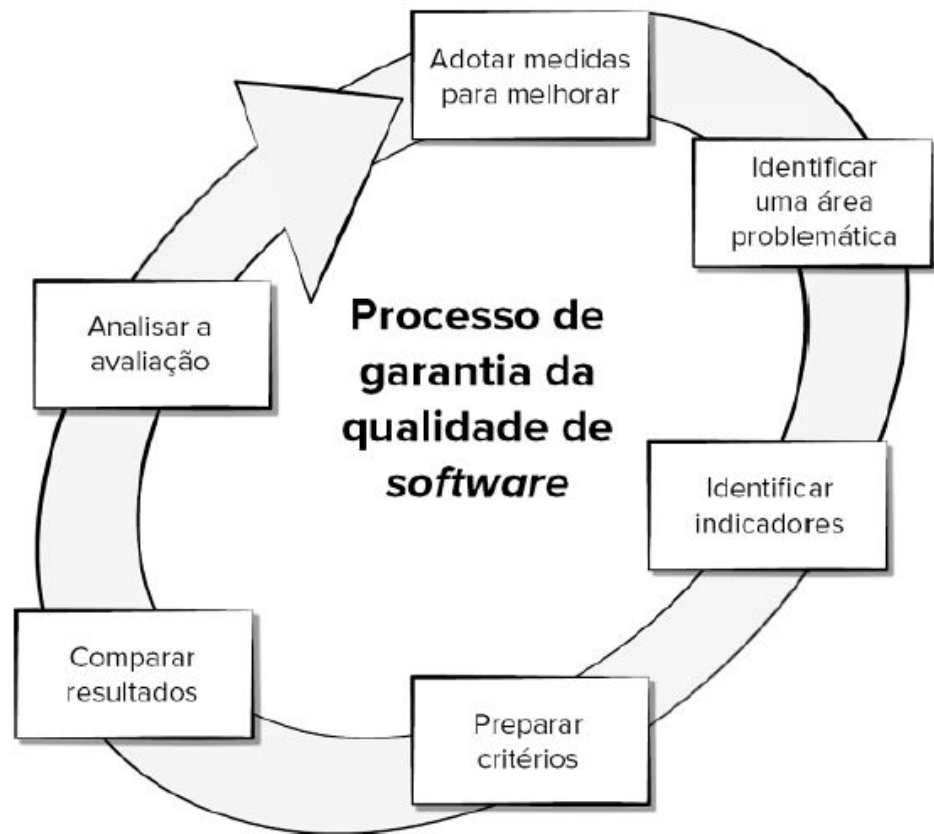 Adotar medidas
para melhorar
Identificar
uma área
problemática
Identificar
indicadores
Preparar
critérios
Comparar
resultados
Analisar a
avaliação
Processo de
garantia da
qualidade de
software